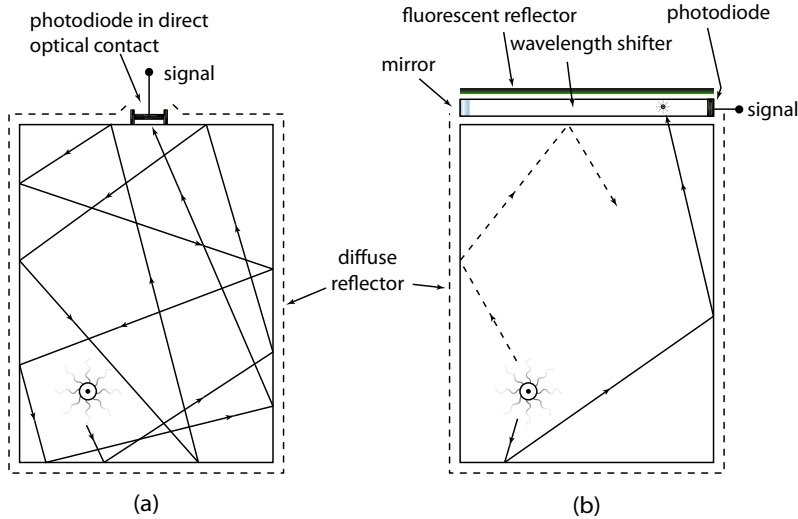 photodiode in direct
optical contact
signal
(a)
diffuse
reflector
fluorescent reflector
photodiode
wavelength shifter
mirror
signal
(b)